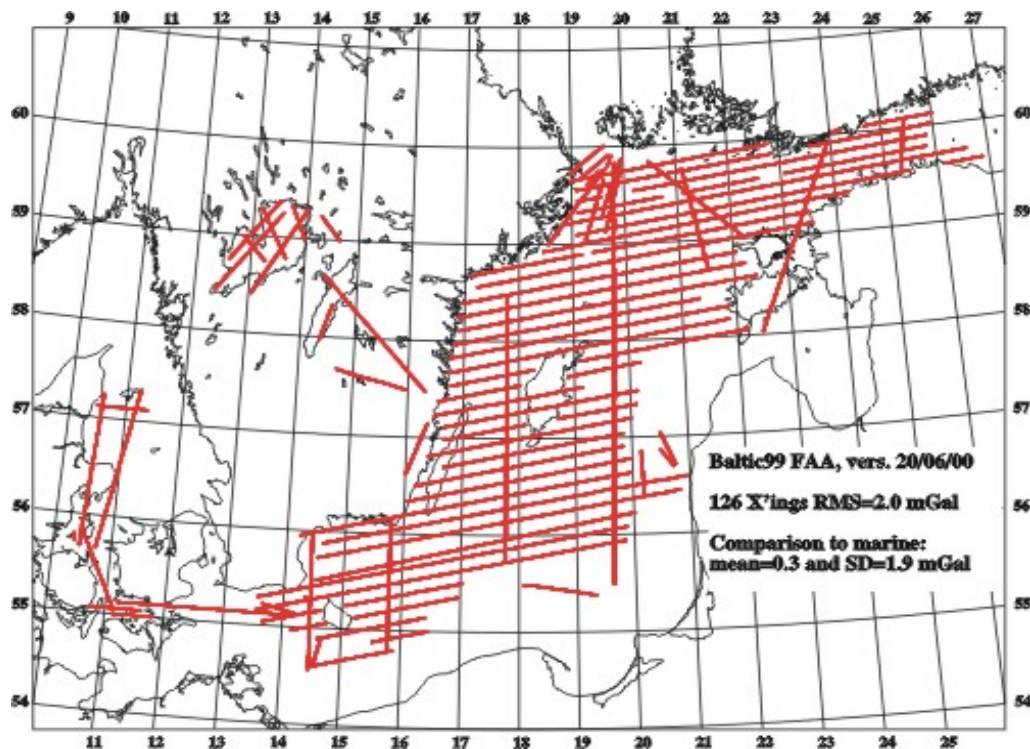 9 10 11 12 13 14 15 16 17 18 19 20 21 22 23 24 25 26 27
60 60
59 59
58 58
57 57
Baltic99 FAA, vers. 20/06/00
56 56
126 X'ings RMS=2.0 mGal
Comparison to marine:
mean=0.3 and SD=1.9 mGal
55 55
54 54
11 12 13 14 15 16 17 18 19 20 21 22 23 24 25